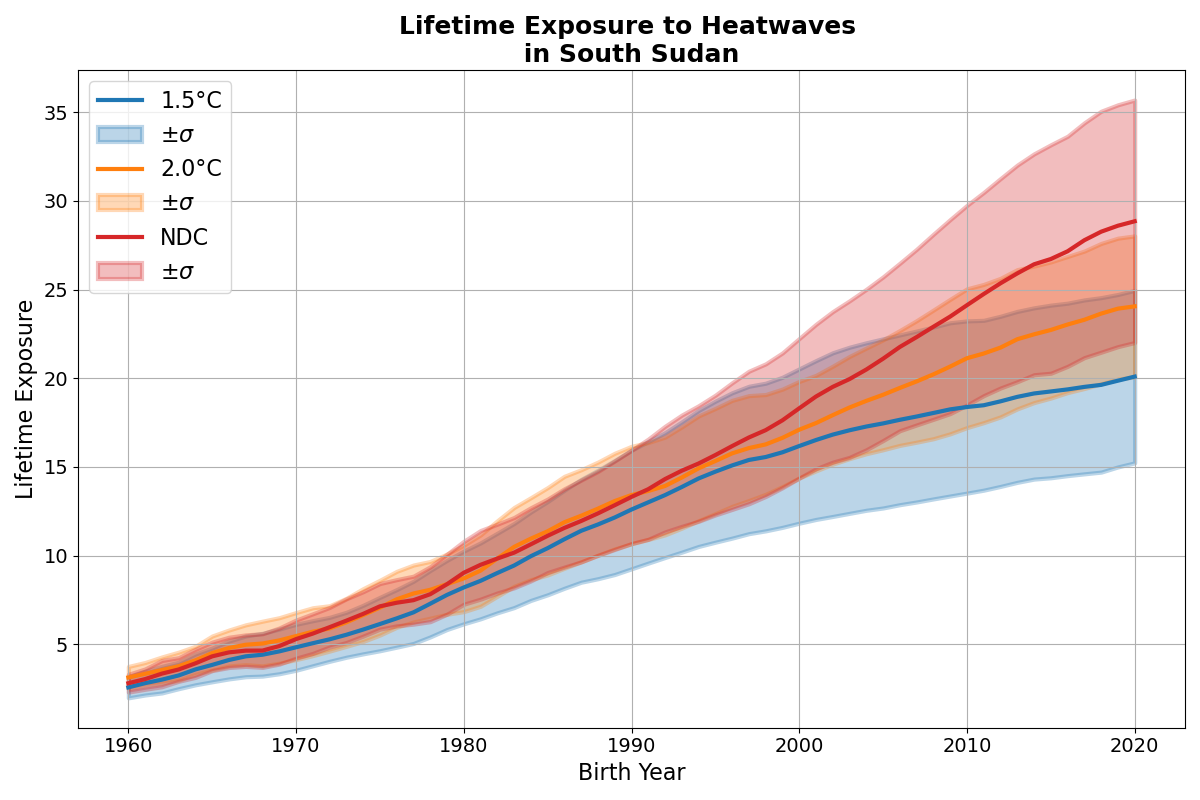 Lifetime Exposure to Heatwaves
in South Sudan
1.5°C
±σ
2.0°C
±σ
NDC
±σ
Lifetime Exposure
35
30
25
20
15
10
5
1960 1970 1980 1990 2000 2010 2020
Birth Year